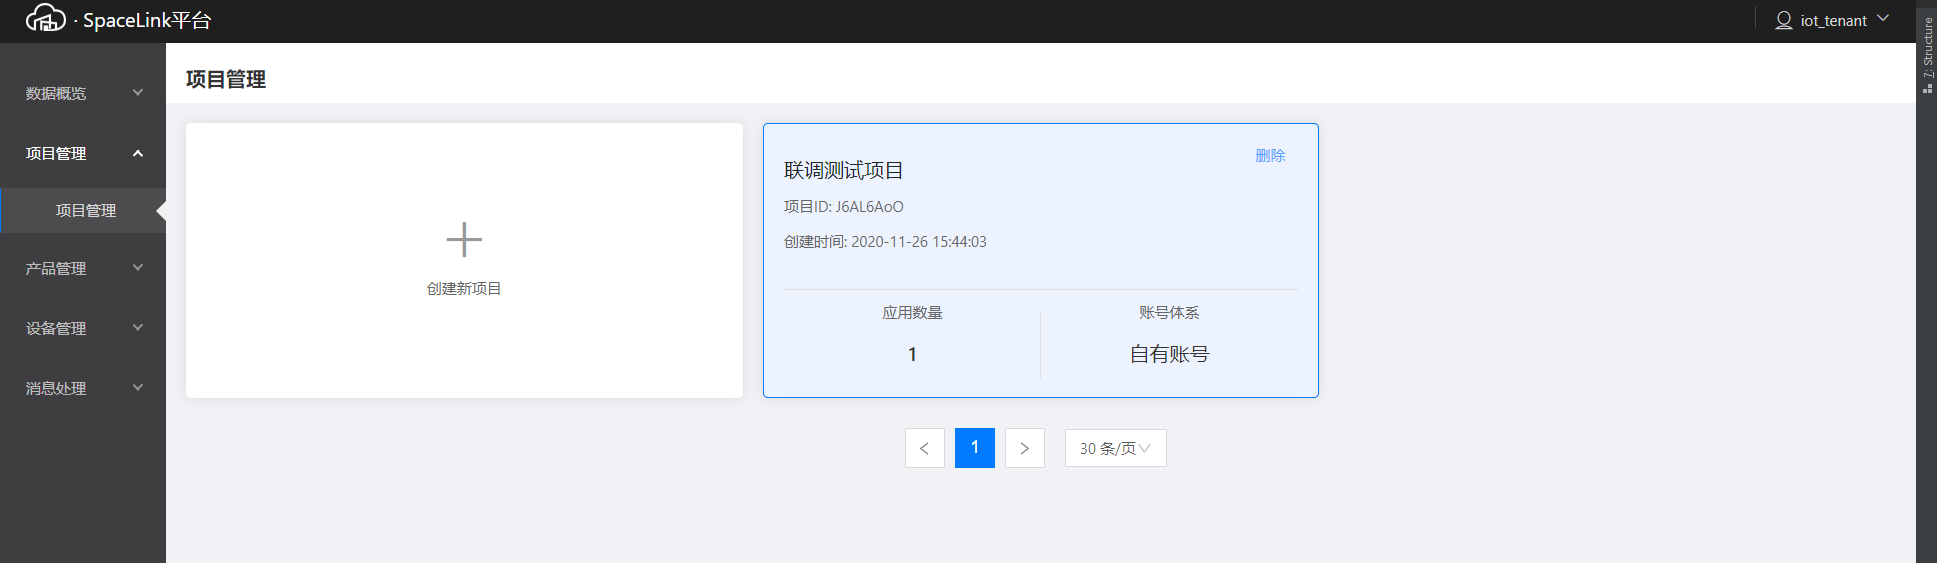 · SpaceLink平台
iot_tenant
7: Structure
数据概览
项目管理
项目管理
产品管理
设备管理
消息处理
项目管理
创建新项目
联调测试项目
删除
项目ID: J6AL6AoO
创建时间: 2020-11-26 15:44:03
应用数量
账号体系
1
自有账号
< 1 >
30 条/页